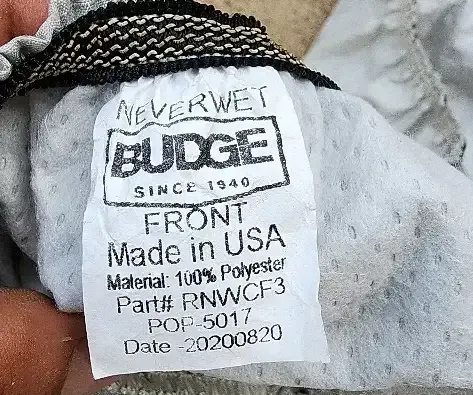 NEVERWET
BUDGE
SINCE 1940
FRONT
Made in USA
Material: 100% Polyester
Part# RNWCF3
POP-5017
Date -20200820